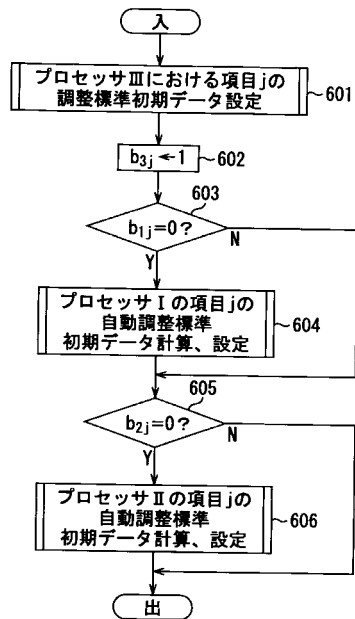 入
プロセッサⅢにおける項目jの
調整標準初期データ設定
601
b3j←1
602
603
b1j=0?
N
Y
プロセッサⅠの項目jの
自動調整標準
初期データ計算、設定
604
605
b2j=0?
N
Y
プロセッサⅡの項目jの
自動調整標準
初期データ計算、設定
606
出